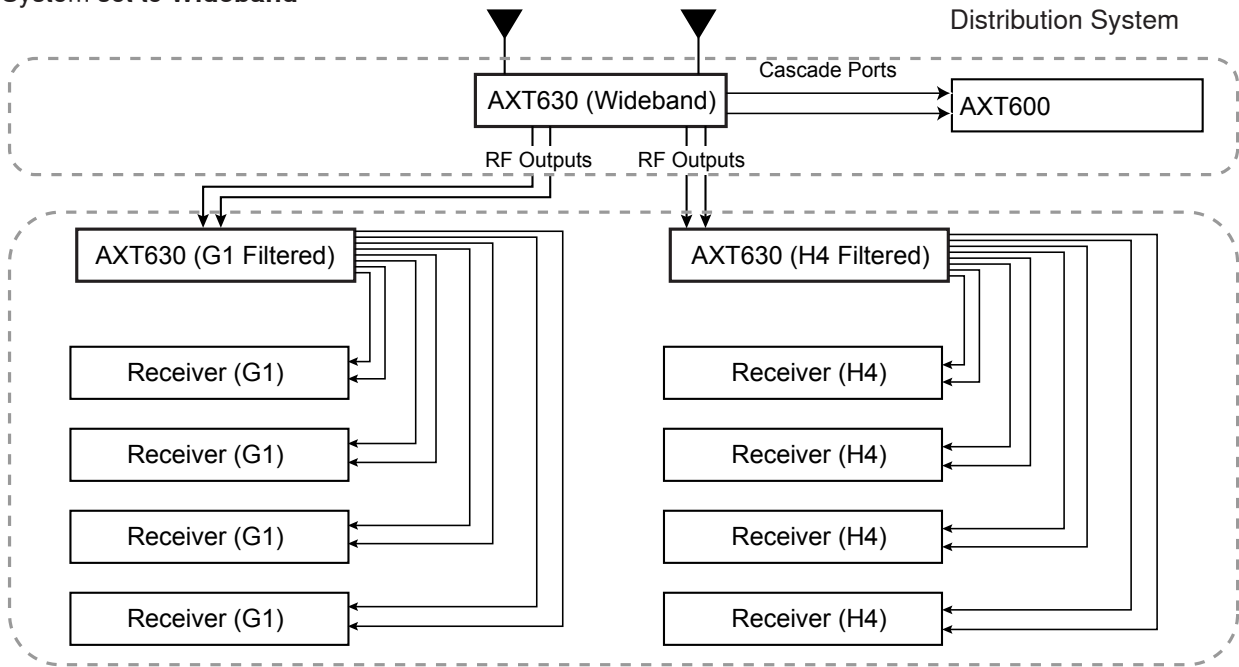 System set to Wideband
Distribution System
Cascade Ports
AXT630 (Wideband)
AXT600
RF Outputs
RF Outputs
AXT630 (G1 Filtered)
AXT630 (H4 Filtered)
Receiver (G1)
Receiver (H4)
Receiver (G1)
Receiver (H4)
Receiver (G1)
Receiver (H4)
Receiver (G1)
Receiver (H4)